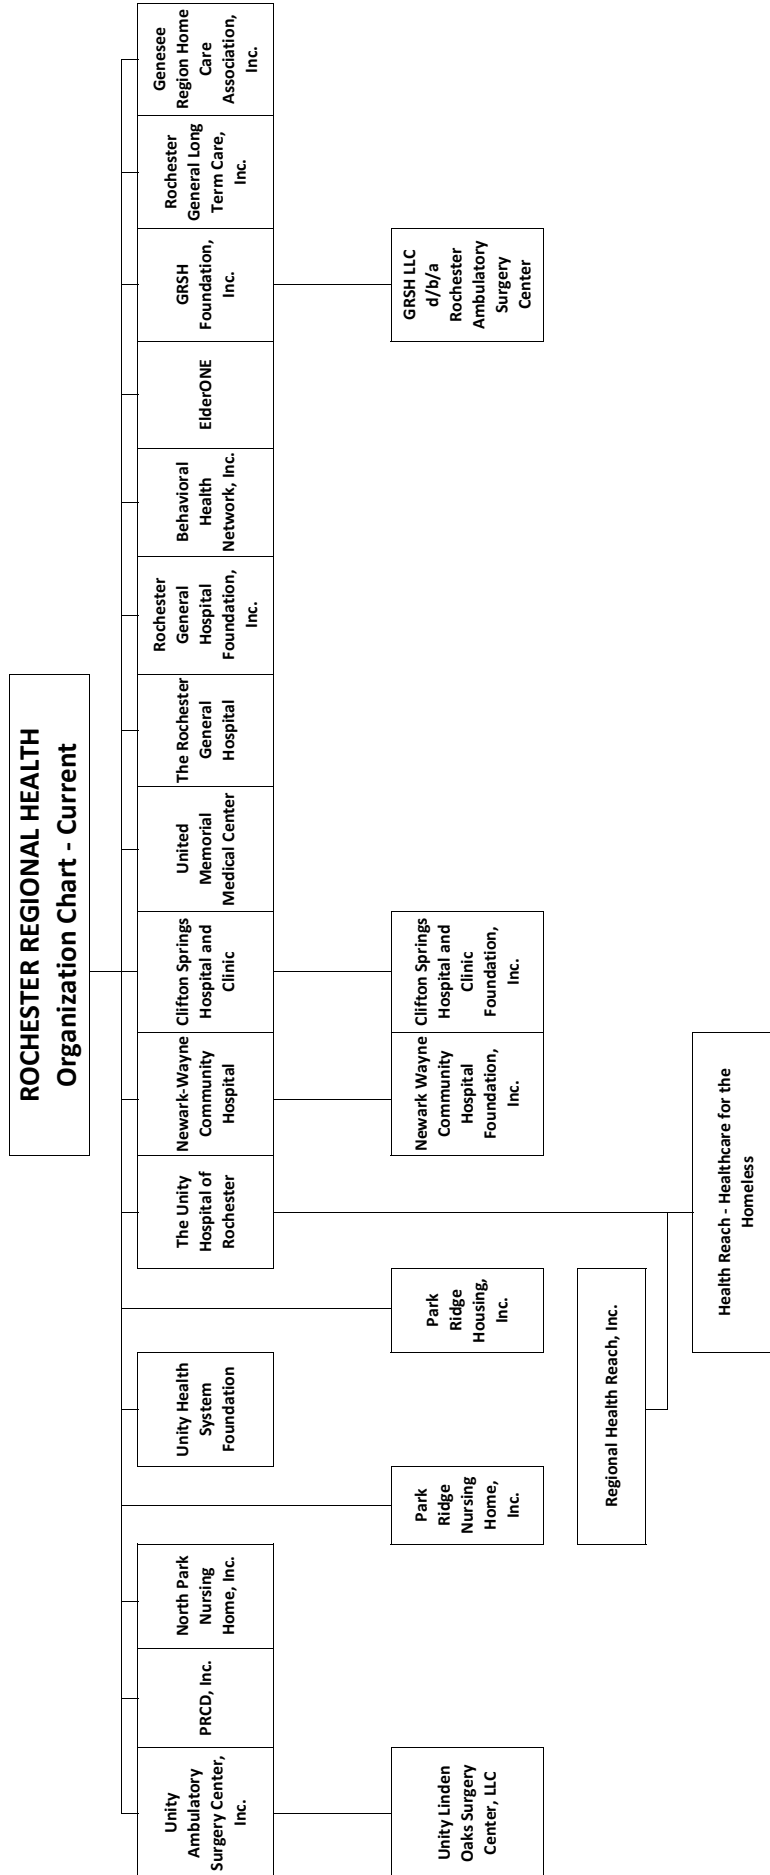 ROCHESTER REGIONAL HEALTH
Organization Chart - Current
Unity
Ambulatory
Surgery Center,
Inc.
PRCD, Inc.
North Park
Nursing
Home, Inc.
Unity Health
System
Foundation
The Unity
Hospital of
Rochester
Newark-Wayne
Community
Hospital
Clifton Springs
Hospital and
Clinic
United
Memorial
Medical Center
The Rochester
General
Hospital
Rochester
General
Hospital
Foundation,
Inc.
Behavioral
Health
Network, Inc.
ElderONE
GRSH
Foundation,
Inc.
Rochester
General Long
Term Care,
Inc.
Genesee
Region Home
Care
Association,
Inc.
Unity Linden
Oaks Surgery
Center, LLC
Park
Ridge
Nursing
Home,
Inc.
Park
Ridge
Housing,
Inc.
Newark Wayne
Community
Hospital
Foundation,
Inc.
Clifton Springs
Hospital and
Clinic
Foundation,
Inc.
GRSH LLC
d/b/a
Rochester
Ambulatory
Surgery
Center
Regional Health Reach, Inc.
Health Reach - Healthcare for the
Homeless